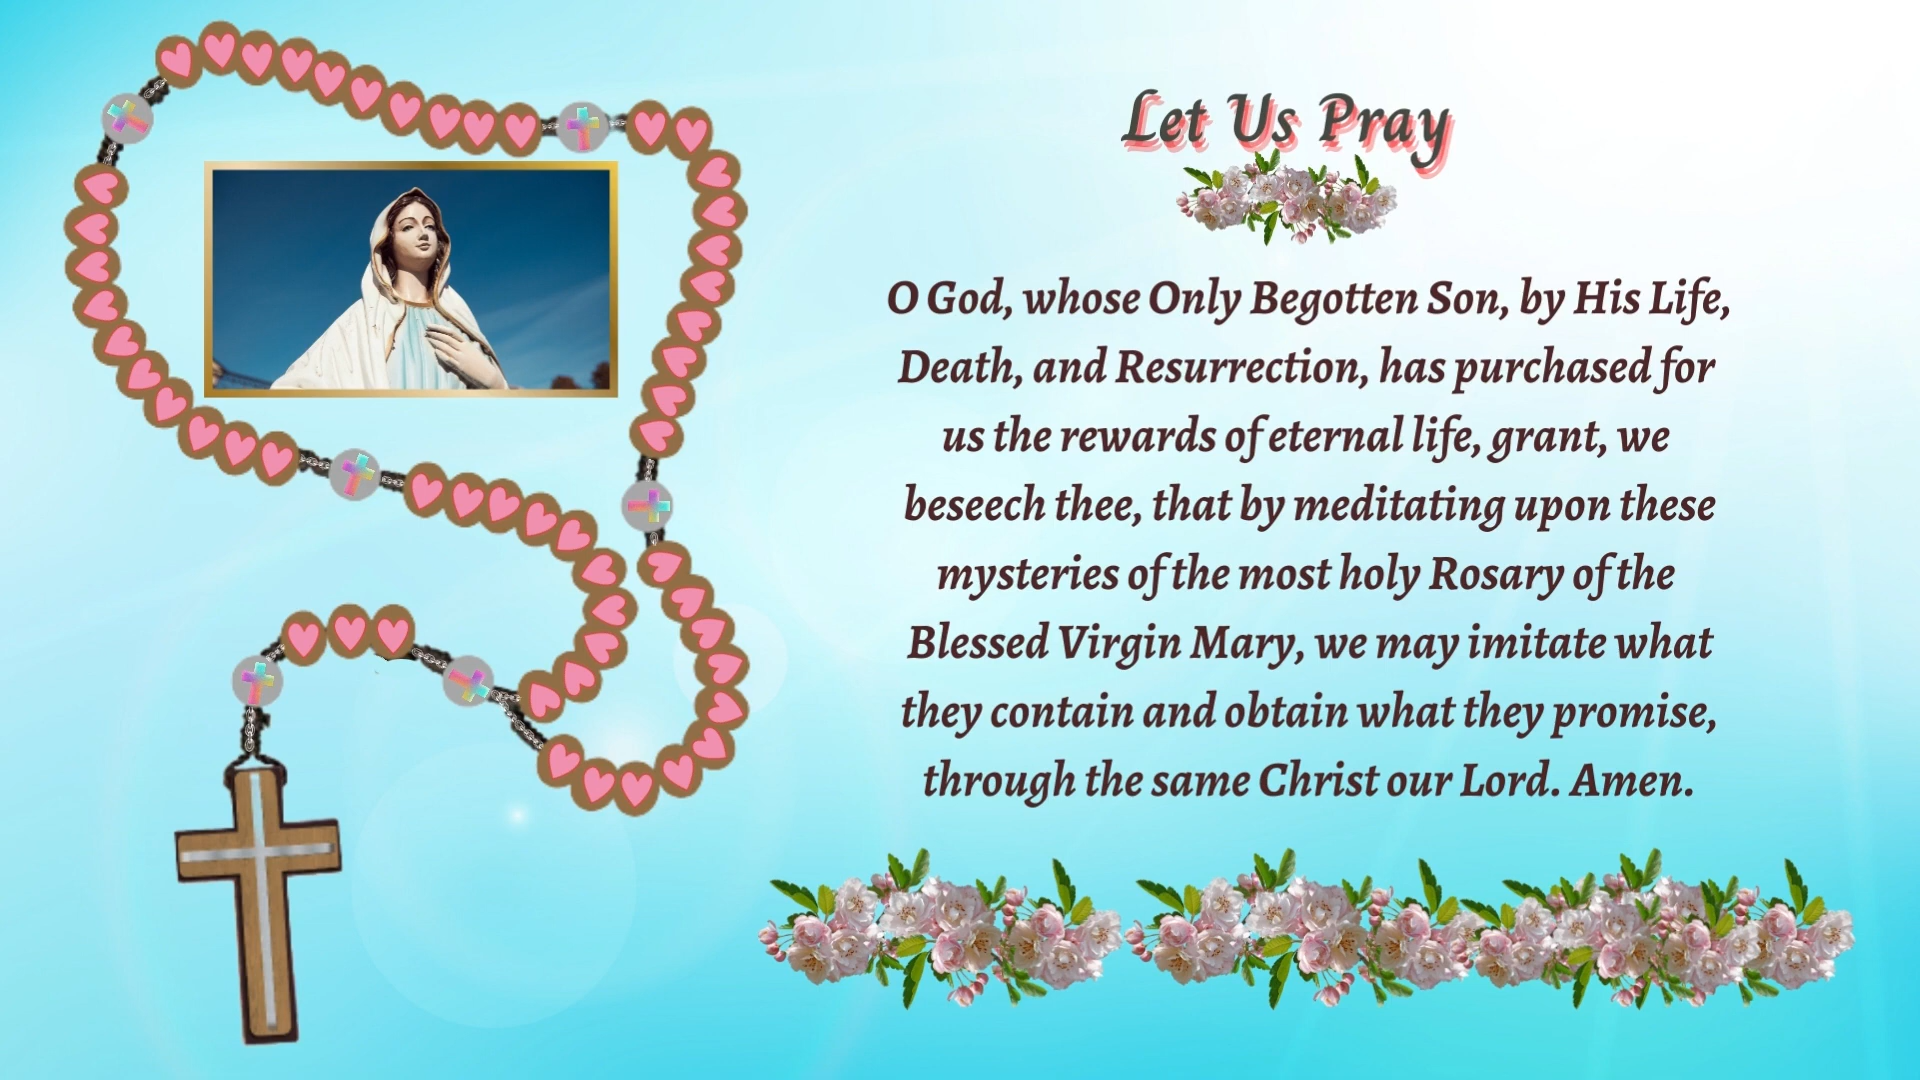 Let Us Pray
O God, whose Only Begotten Son, by His Life,
Death, and Resurrection, has purchased for
us the rewards of eternal life, grant, we
beseech thee, that by meditating upon these
mysteries of the most holy Rosary of the
Blessed Virgin Mary, we may imitate what
they contain and obtain what they promise,
through the same Christ our Lord. Amen.